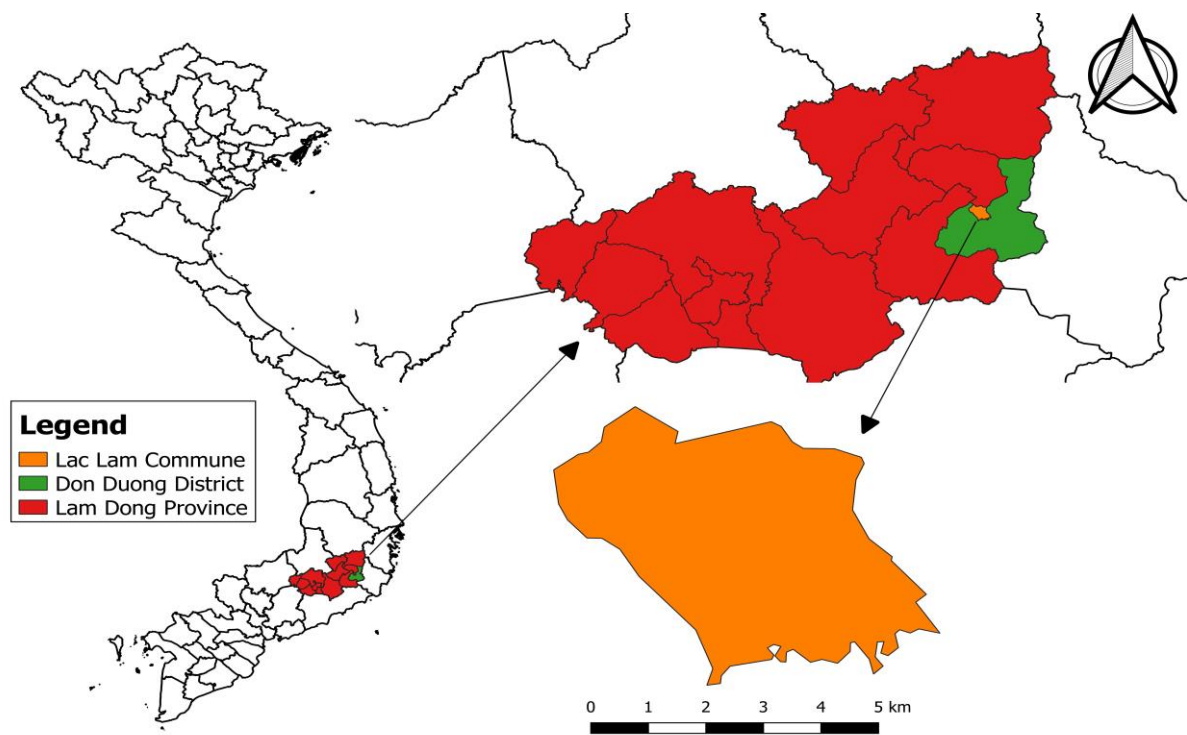 Legend
Lac Lam Commune
Don Duong District
Lam Dong Province
0 1 2 3 4 5 km